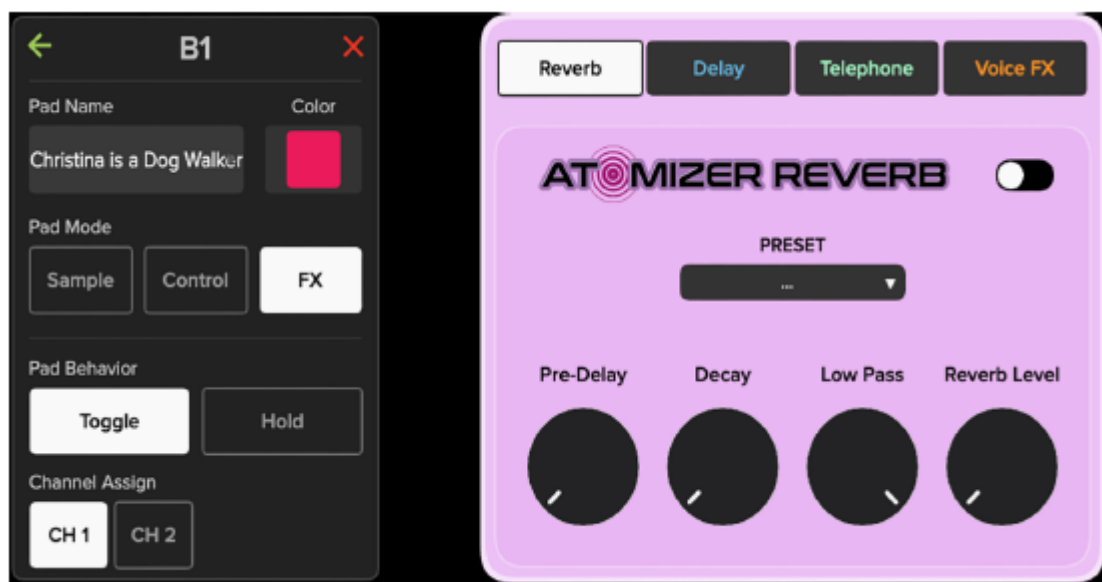 B1
Pad Name
Color
Christina is a Dog Walker
Pad Mode
Sample
Control
FX
Pad Behavior
Toggle
Hold
Channel Assign
CH 1
CH 2
Reverb
Delay
Telephone
Voice FX
ATOMIZER REVERB
PRESET
...
Pre-Delay
Decay
Low Pass
Reverb Level